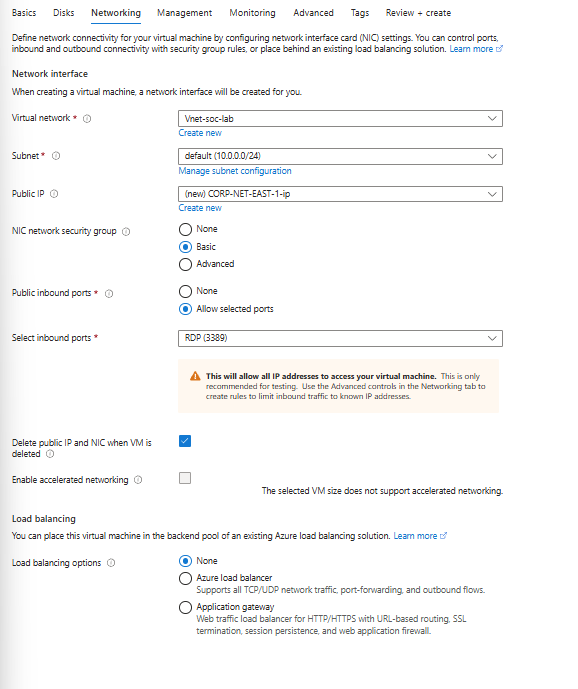 Basics Disks Networking Management Monitoring Advanced Tags Review + create
Define network connectivity for your virtual machine by configuring network interface card (NIC) settings. You can control ports,
inbound and outbound connectivity with security group rules, or place behind an existing load balancing solution. Learn more
Network interface
When creating a virtual machine, a network interface will be created for you.
Virtual network *
Vnet-soc-lab
Create new
Subnet *
default (10.0.0.0/24)
Manage subnet configuration
Public IP
(new) CORP-NET-EAST-1-ip
Create new
NIC network security group
None
Basic
Advanced
Public inbound ports *
None
Allow selected ports
Select inbound ports *
RDP (3389)
This will allow all IP addresses to access your virtual machine. This is only
recommended for testing. Use the Advanced controls in the Networking tab to
create rules to limit inbound traffic to known IP addresses.
Delete public IP and NIC when VM is
deleted
Enable accelerated networking
The selected VM size does not support accelerated networking.
Load balancing
You can place this virtual machine in the backend pool of an existing Azure load balancing solution. Learn more
Load balancing options
None
Azure load balancer
Supports all TCP/UDP network traffic, port-forwarding, and outbound flows.
Application gateway
Web traffic load balancer for HTTP/HTTPS with URL-based routing, SSL
termination, session persistence, and web application firewall.